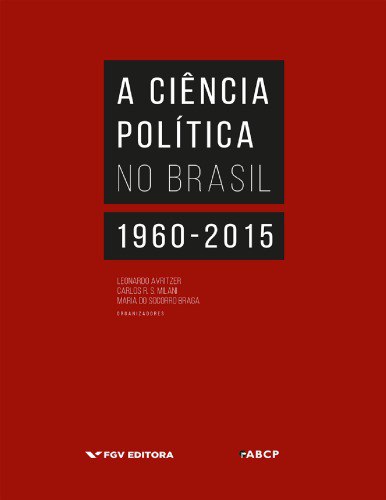 A CIÊNCIA
POLÍTICA
NO BRASIL
1960-2015
LEONARDO AVRITZER
CARLOS R. S. MILANI
MARIA DO SOCORRO BRAGA
ORGANIZADORES
FGV EDITORA
ABCP